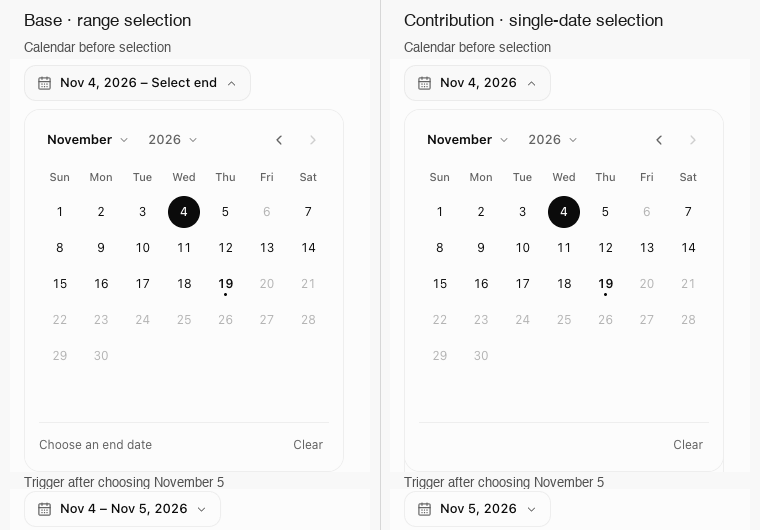 Base · range selection
Calendar before selection
Nov 4, 2026 – Select end
November 2026
Sun Mon Tue Wed Thu Fri Sat
1 2 3 4 5 6 7
8 9 10 11 12 13 14
15 16 17 18 19 20 21
22 23 24 25 26 27 28
29 30
Choose an end date Clear
Trigger after choosing November 5
Nov 4 – Nov 5, 2026
Contribution · single-date selection
Calendar before selection
Nov 4, 2026
November 2026
Sun Mon Tue Wed Thu Fri Sat
1 2 3 4 5 6 7
8 9 10 11 12 13 14
15 16 17 18 19 20 21
22 23 24 25 26 27 28
29 30
Clear
Trigger after choosing November 5
Nov 5, 2026